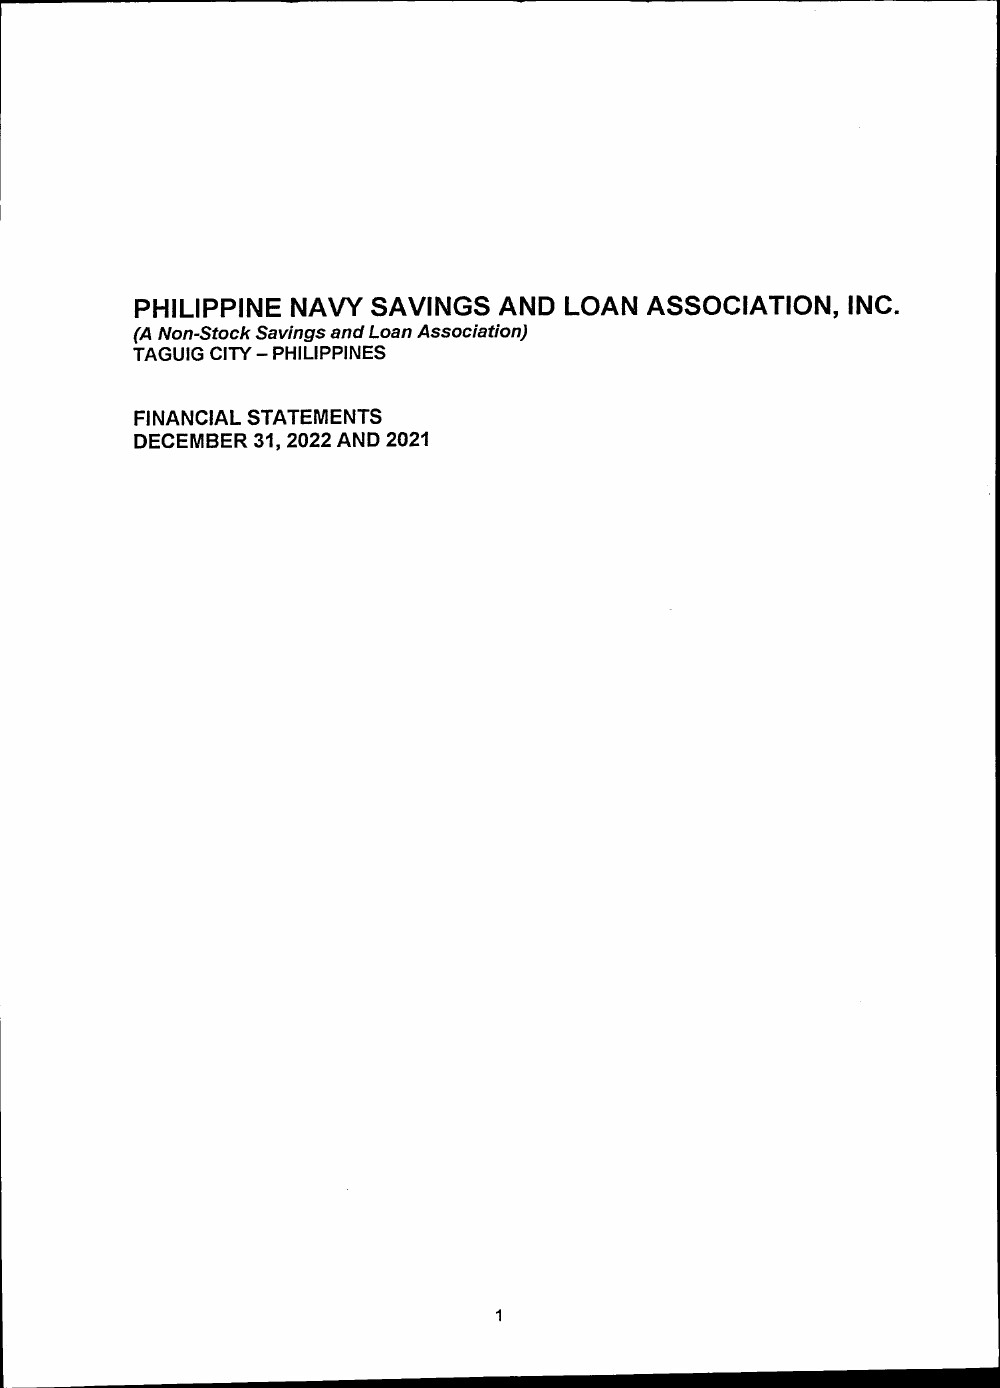 PHILIPPINE NAVY SAVINGS AND LOAN ASSOCIATION, INC.
(A Non-Stock Savings and Loan Association)
TAGUIG CITY – PHILIPPINES
FINANCIAL STATEMENTS
DECEMBER 31, 2022 AND 2021
1